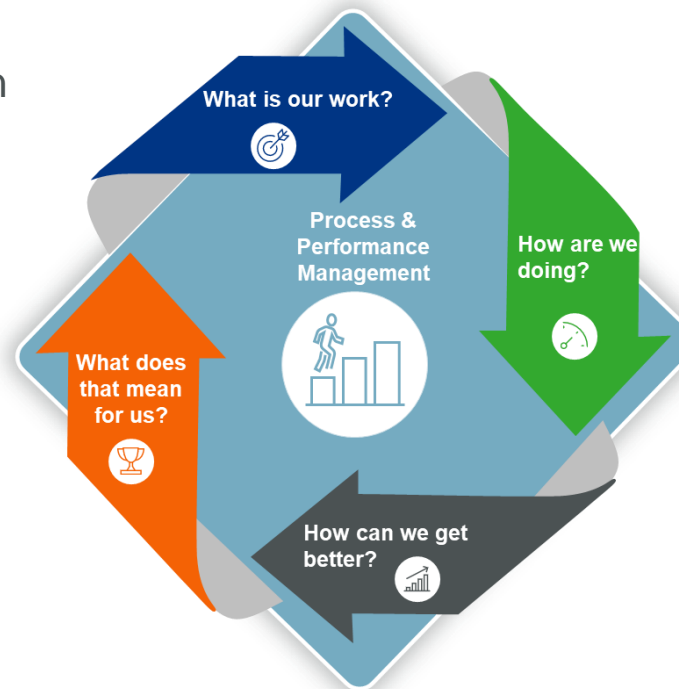 What is our work?
Process &
Performance
Management
How are we
doing?
What does
that mean
for us?
How can we get
better?